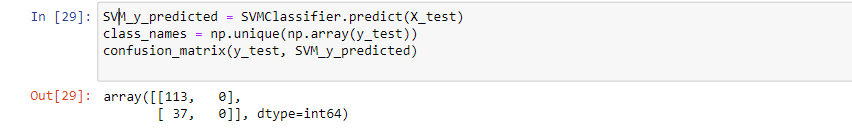 In [29]: SVM_y_predicted = SVMClassifier.predict(X_test)
class_names = np.unique(np.array(y_test))
confusion_matrix(y_test, SVM_y_predicted)
Out[29]: array([[113,   0],
       [ 37,   0]], dtype=int64)